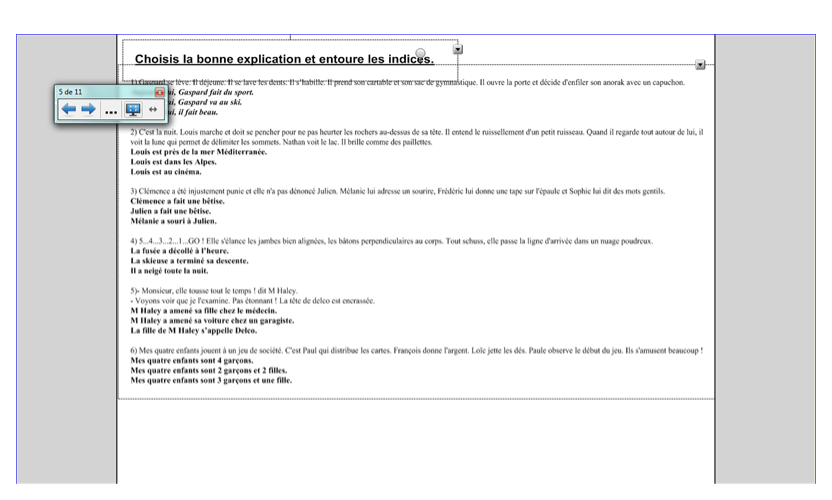 Choisis la bonne explication et entoure les indices.
1) Gaspard se lève. Il déjeune. Il se lave les dents. Il s'habille. Il prend son cartable et son sac de gymnastique. Il ouvre la porte et décide d'enfiler son anorak avec un capuchon.
5 de 11
ui, Gaspard fait du sport.
ui, Gaspard va au ski.
ui, il fait beau.
2) C'est la nuit. Louis marche et doit se pencher pour ne pas heurter les rochers au-dessus de sa tête. Il entend le ruissellement d'un petit ruisseau. Quand il regarde tout autour de lui, il
voit la lune qui permet de délimiter les sommets. Nathan voit le lac. Il brille comme des paillettes.
Louis est près de la mer Méditerranée.
Louis est dans les Alpes.
Louis est au cinéma.
3) Clémence a été injustement punie et elle n'a pas dénoncé Julien. Mélanie lui adresse un sourire, Frédéric lui donne une tape sur l'épaule et Sophie lui dit des mots gentils.
Clémence a fait une bêtise.
Julien a fait une bêtise.
Mélanie a souri à Julien.
4) 5...4...3...2...1...GO ! Elle s'élance les jambes bien alignées, les bâtons perpendiculaires au corps. Tout schuss, elle passe la ligne d'arrivée dans un nuage poudreux.
La fusée a décollé à l'heure.
La skieuse a terminé sa descente.
Il a neigé toute la nuit.
5)- Monsieur, elle tousse tout le temps ! dit M Haley.
- Voyons voir que je l'examine. Pas étonnant ! La tête de delco est encrassée.
M Haley a amené sa fille chez le médecin.
M Haley a amené sa voiture chez un garagiste.
La fille de M Haley s'appelle Delco.
6) Mes quatre enfants jouent à un jeu de société. C'est Paul qui distribue les cartes. François donne l'argent. Loïc jette les dés. Paule observe le début du jeu. Ils s'amusent beaucoup !
Mes quatre enfants sont 4 garçons.
Mes quatre enfants sont 2 garçons et 2 filles.
Mes quatre enfants sont 3 garçons et une fille.